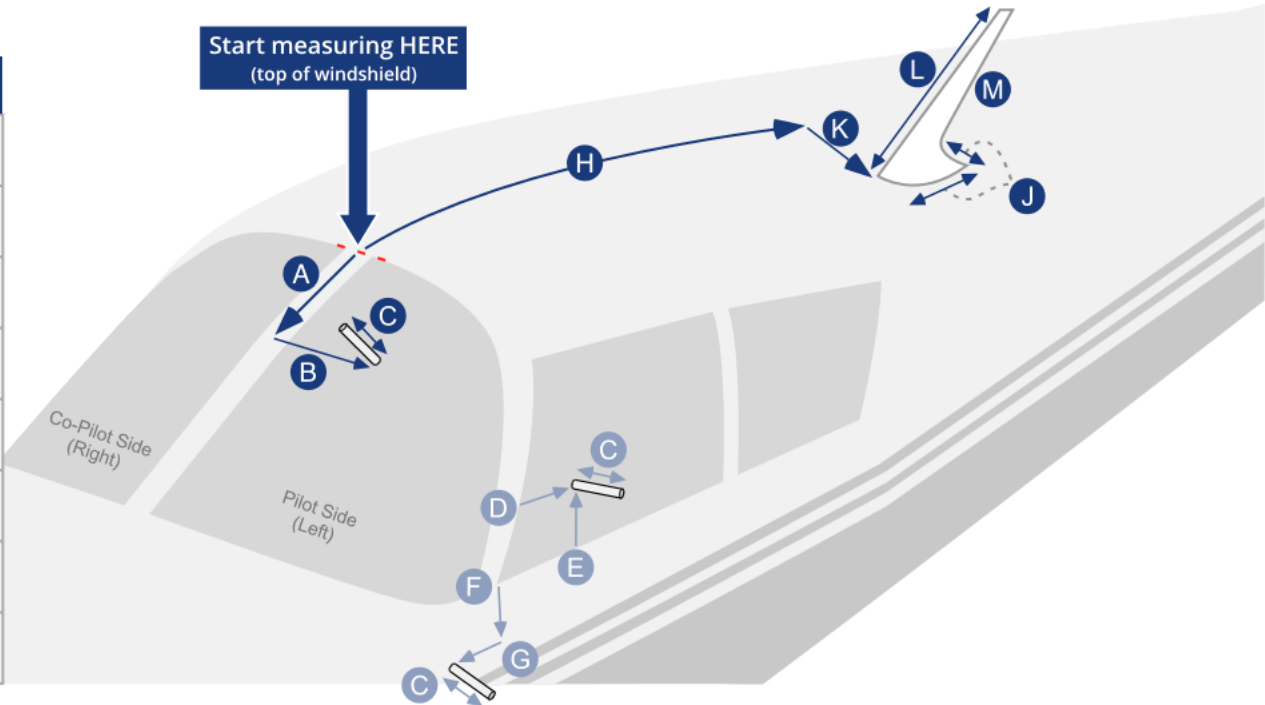 Start measuring HERE
(top of windshield)
L
M
K
H
J
A
C
B
Co-Pilot Side
(Right)
C
Pilot Side
(Left)
D
E
F
G
C